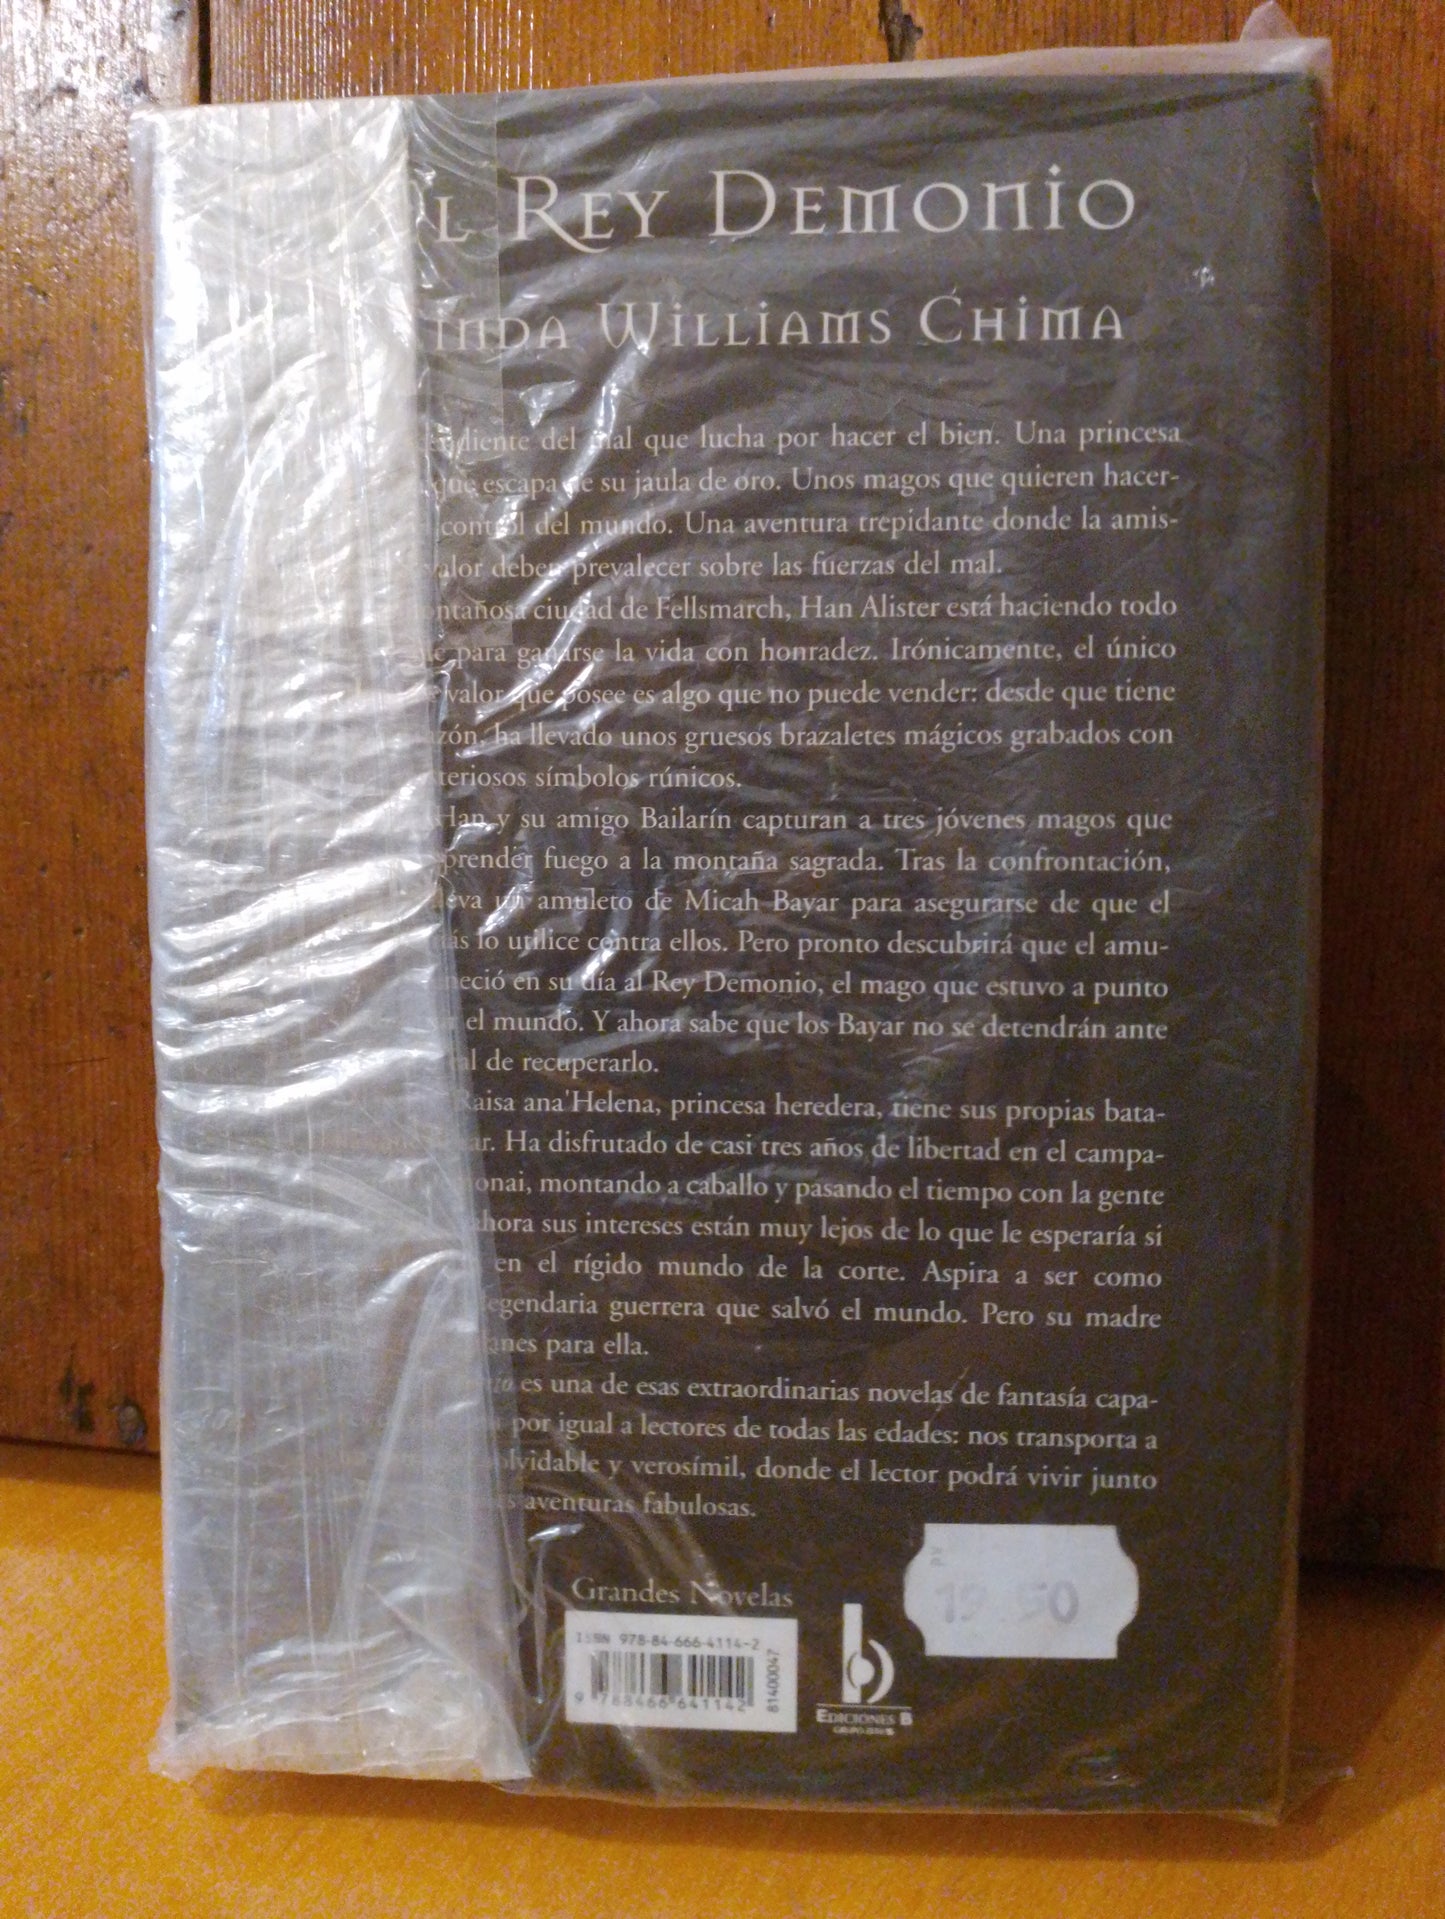 Rey Demonio
Williams Chima
del mal que lucha por hacer el bien. Una princesa
que escapa de su jaula de oro. Unos magos que quieren hacer-
control del mundo. Una aventura trepidante donde la amis-
valor deben prevalecer sobre las fuerzas del mal.
ciudad de Fellsmarch, Han Alister está haciendo todo
para ganarse la vida con honradez. Irónicamente, el único
valor que posee es algo que no puede vender: desde que tiene
ha llevado unos gruesos brazaletes mágicos grabados con
símbolos rúnicos.
Han y su amigo Bailarín capturan a tres jóvenes magos que
prender fuego a la montaña sagrada. Tras la confrontación,
un amuleto de Micah Bayar para asegurarse de que el
lo utilice contra ellos. Pero pronto descubrirá que el amu-
en su día al Rey Demonio, el mago que estuvo a punto
el mundo. Y ahora sabe que los Bayar no se detendrán ante
de recuperarlo.
Raisa ana'Helena, princesa heredera, tiene sus propias bata-
Ha disfrutado de casi tres años de libertad en el campa-
montando a caballo y pasando el tiempo con la gente
ahora sus intereses están muy lejos de lo que le esperaría si
en el rígido mundo de la corte. Aspira a ser como
legendaria guerrera que salvó el mundo. Pero su madre
para ella.
es una de esas extraordinarias novelas de fantasía capa-
por igual a lectores de todas las edades: nos transporta a
y verosímil, donde el lector podrá vivir junto
aventuras fabulosas.
Grandes Novelas
ISBN 978-84-666-4114-2
9 788466 641142
81400047
b
Ediciones B